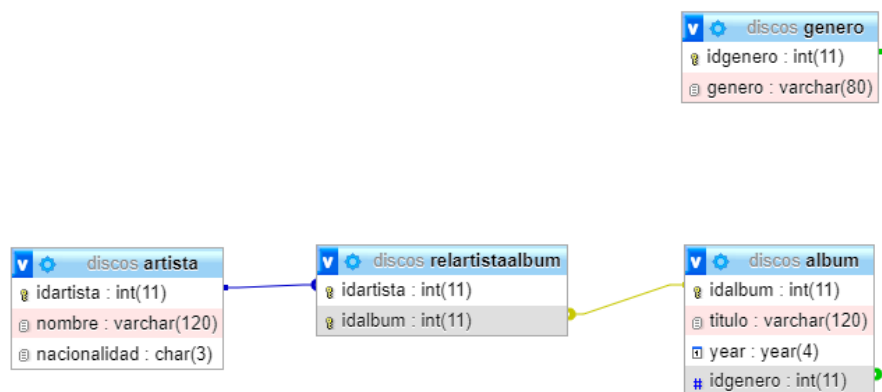 discos genero
idgenero : int(11)
genero : varchar(80)
discos artista
idartista : int(11)
nombre : varchar(120)
nacionalidad : char(3)
discos relartistaalbum
idartista : int(11)
idalbum : int(11)
discos album
idalbum : int(11)
titulo : varchar(120)
year : year(4)
# idgenero : int(11)